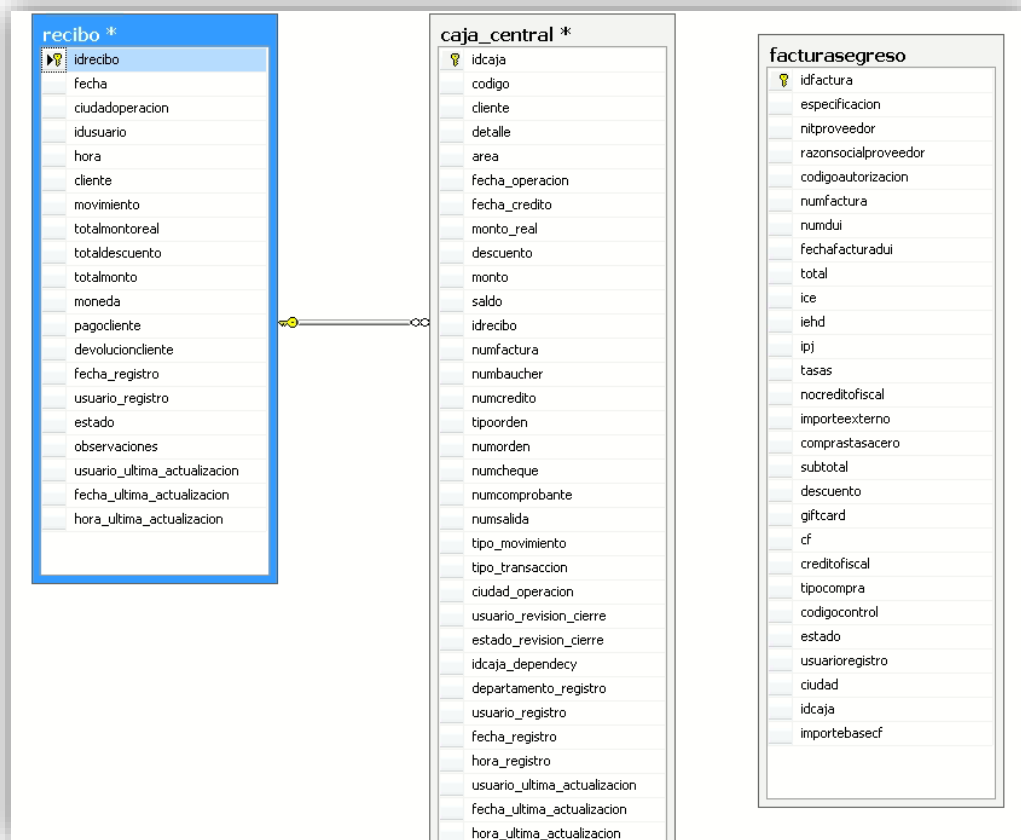 recibo *
idrecibo
fecha
ciudadoperacion
idusuario
hora
cliente
movimiento
totalmontoreal
totaldescuento
totalmonto
moneda
pagocliente
devolucioncliente
fecha_registro
usuario_registro
estado
observaciones
usuario_ultima_actualizacion
fecha_ultima_actualizacion
hora_ultima_actualizacion
caja_central *
idcaja
codigo
cliente
detalle
area
fecha_operacion
fecha_credito
monto_real
descuento
monto
saldo
idrecibo
numfactura
numbaucher
numcredito
tipoorden
numorden
numcheque
numcomprobante
numsalida
tipo_movimiento
tipo_transaccion
ciudad_operacion
usuario_revision_cierre
estado_revision_cierre
idcaja_dependecy
departamento_registro
usuario_registro
fecha_registro
hora_registro
usuario_ultima_actualizacion
fecha_ultima_actualizacion
hora_ultima_actualizacion
facturasegreso
idfactura
especificacion
nitproveedor
razonsocialproveedor
codigoautorizacion
numfactura
numdui
fechafacturadui
total
ice
iehd
ipj
tasas
nocreditofiscal
importeexterno
comprastasacero
subtotal
descuento
giftcard
cf
creditofiscal
tipocompra
codigocontrol
estado
usuarioregistro
ciudad
idcaja
importebasecf